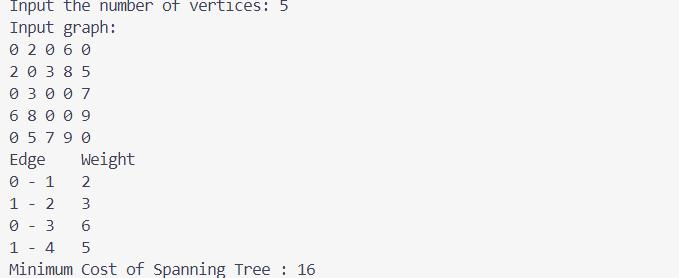 Input the number of vertices: 5
Input graph:
0 2 0 6 0
2 0 3 8 5
0 3 0 0 7
6 8 0 0 9
0 5 7 9 0
Edge    Weight
0 - 1   2
1 - 2   3
0 - 3   6
1 - 4   5
Minimum Cost of Spanning Tree : 16